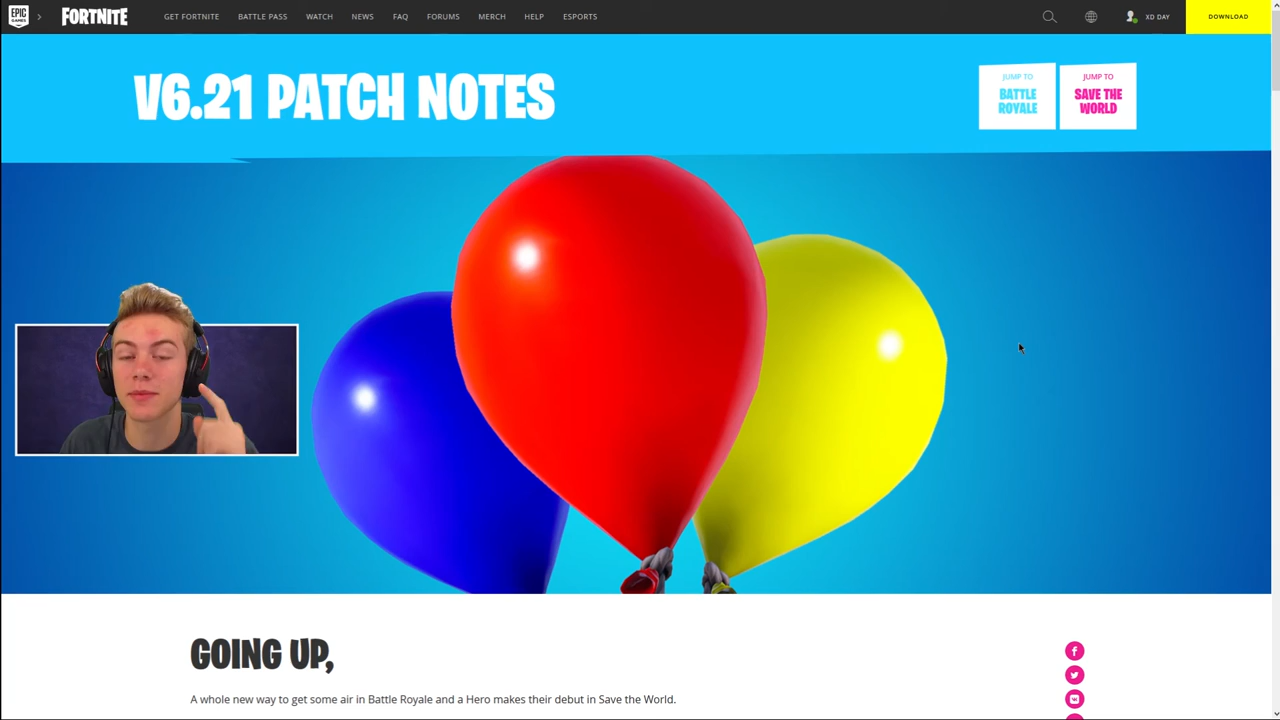 EPIC GAMES
FORTNITE
GET FORTNITE
BATTLE PASS
WATCH
NEWS
FAQ
FORUMS
MERCH
HELP
ESPORTS
XD DAY
DOWNLOAD
V6.21 PATCH NOTES
JUMP TO
BATTLE
ROYALE
JUMP TO
SAVE THE
WORLD
GOING UP,
A whole new way to get some air in Battle Royale and a Hero makes their debut in Save the World.